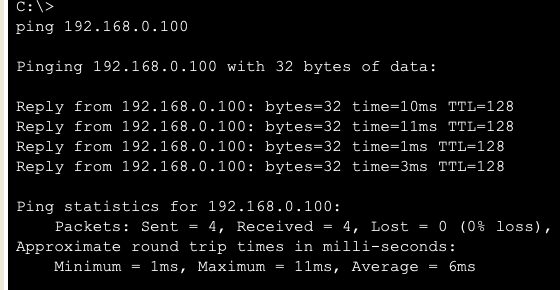 C:\>
ping 192.168.0.100
Pinging 192.168.0.100 with 32 bytes of data:
Reply from 192.168.0.100: bytes=32 time=10ms TTL=128
Reply from 192.168.0.100: bytes=32 time=11ms TTL=128
Reply from 192.168.0.100: bytes=32 time=1ms TTL=128
Reply from 192.168.0.100: bytes=32 time=3ms TTL=128
Ping statistics for 192.168.0.100:
    Packets: Sent = 4, Received = 4, Lost = 0 (0% loss),
Approximate round trip times in milli-seconds:
    Minimum = 1ms, Maximum = 11ms, Average = 6ms